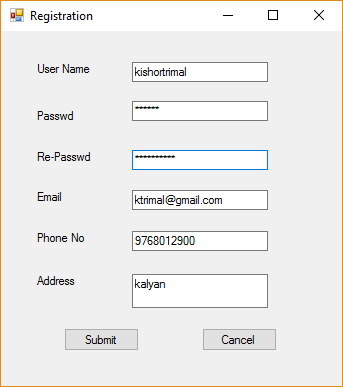 Registration
User Name kishortrimal
Passwd ******
Re-Passwd **********
Email ktrimal@gmail.com
Phone No 9768012900
Address kalyan
Submit Cancel